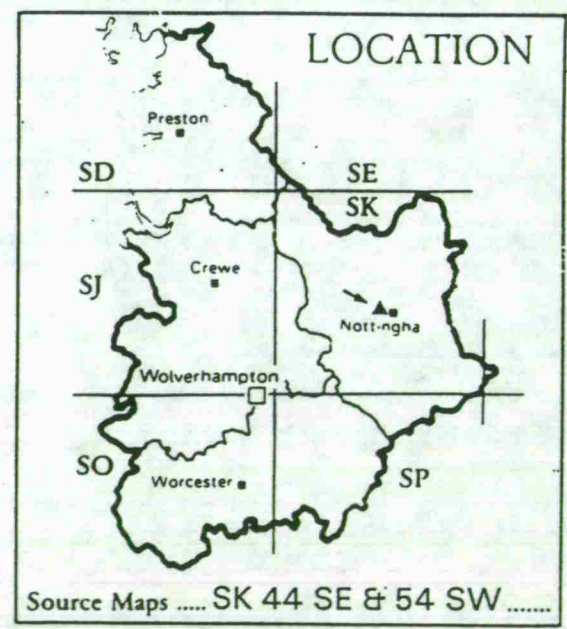 LOCATION
Preston
SD SE
SK
Crewe
SJ
Nott-ngha
Wolverhampton
SO
SP
Worcester
Source Maps ..... SK 44 SE & 54 SW .......